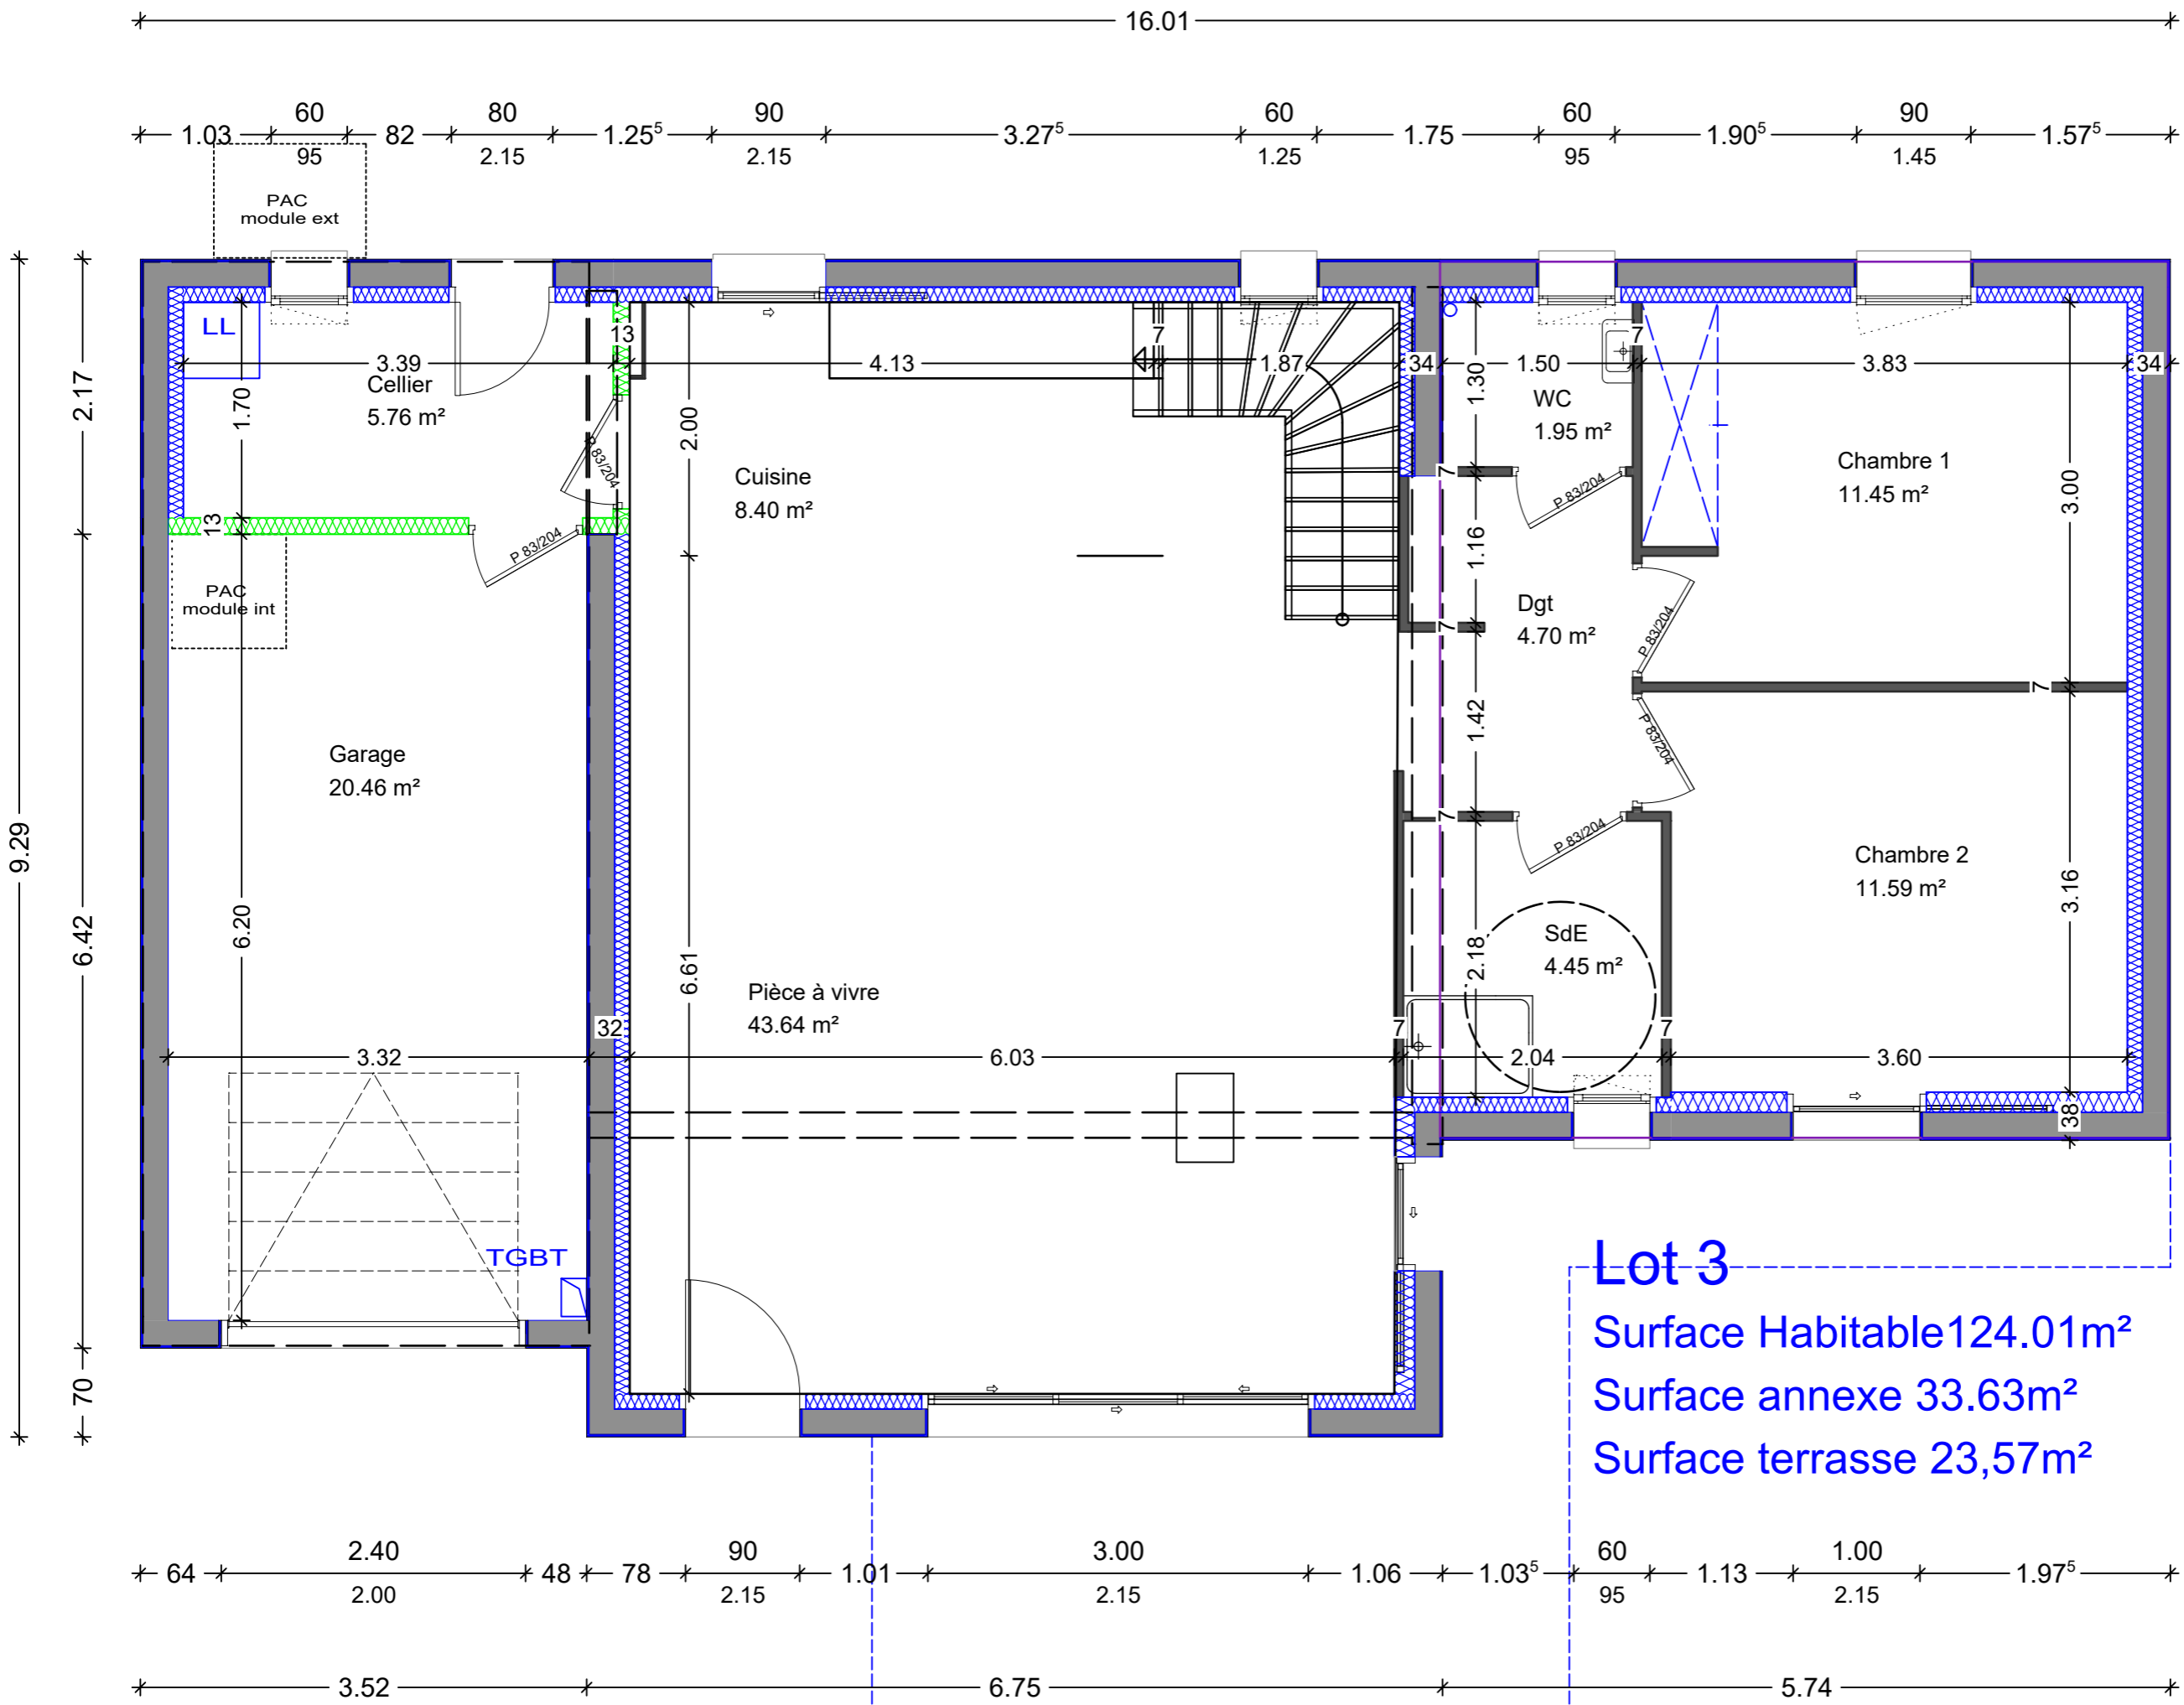 16.01
60 80 90 60 60 90
1.03 82 1.25⁵ 3.27⁵ 1.75 1.90⁵ 1.57⁵
95 2.15 2.15 1.25 95 1.45
PAC
module ext
LL
13 7 7
3.39 4.13 1.87 34 1.50 3.83 34
Cellier
5.76 m²
2.17
1.70
2.00
1.30
WC
1.95 m²
P 83/204
Cuisine
8.40 m²
Chambre 1
11.45 m²
3.00
7
P 83/204
13
P 83/204
1.16
PAC
module int
Dgt
4.70 m²
7
P 83/204
7
1.42
P 83/204
Garage
20.46 m²
7
P 83/204
Chambre 2
11.59 m²
9.29
6.42
6.20
6.61
3.16
SdE
4.45 m²
2.18
Pièce à vivre
43.64 m²
32 7 7
3.32 6.03 2.04 3.60
38
TGBT
70
Lot 3
Surface Habitable124.01m²
Surface annexe 33.63m²
Surface terrasse 23,57m²
2.40 90 3.00 60 1.00
64 48 78 1.01 1.06 1.03⁵ 1.13 1.97⁵
2.00 2.15 2.15 95 2.15
3.52 6.75 5.74